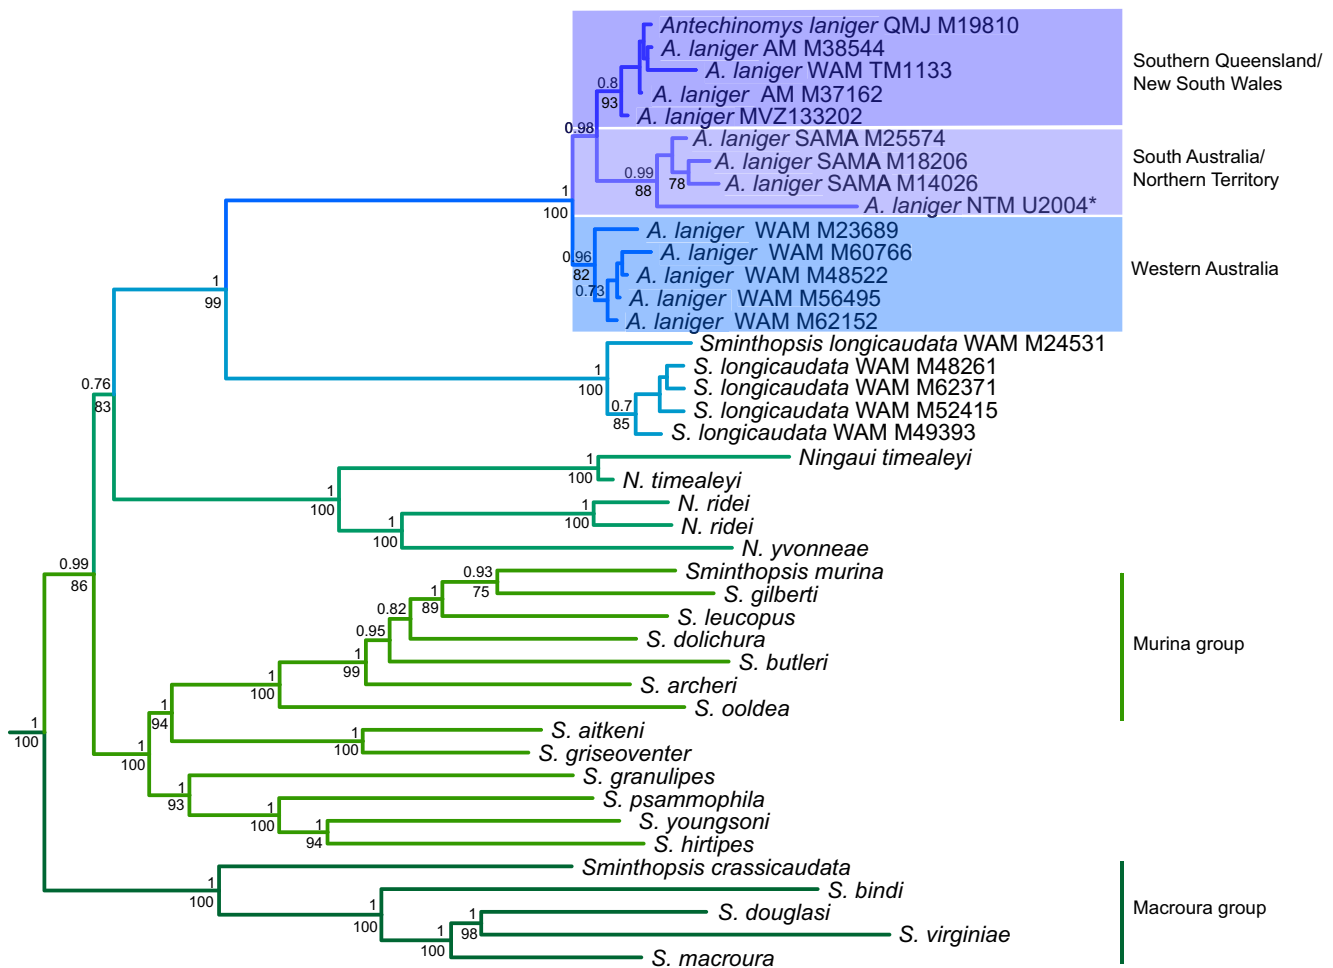 Antechinomys laniger QMJ M19810
A. laniger AM M38544
A. laniger WAM TM1133
A. laniger AM M37162
A. laniger MVZ133202
Southern Queensland/
New South Wales
0.8
93
0.98
A. laniger SAMA M25574
A. laniger SAMA M18206
A. laniger SAMA M14026
A. laniger NTM U2004*
South Australia/
Northern Territory
0.99
88
78
1
100
A. laniger WAM M23689
A. laniger WAM M60766
A. laniger WAM M48522
A. laniger WAM M56495
A. laniger WAM M62152
Western Australia
0.96
82
0.73
1
99
Sminthopsis longicaudata WAM M24531
S. longicaudata WAM M48261
S. longicaudata WAM M62371
S. longicaudata WAM M52415
S. longicaudata WAM M49393
1
100
0.7
85
0.76
83
Ningaui timealeyi
N. timealeyi
N. ridei
N. ridei
N. yvonneae
1
100
1
100
1
100
1
100
0.99
86
Sminthopsis murina
S. gilberti
S. leucopus
S. dolichura
S. butleri
S. archeri
S. ooldea
Murina group
0.93
75
1
89
0.82
0.95
1
99
1
100
S. aitkeni
S. griseoventer
1
94
1
100
1
100
1
100
S. granulipes
S. psammophila
S. youngsoni
S. hirtipes
1
93
1
100
1
94
Sminthopsis crassicaudata
S. bindi
S. douglasi
S. virginiae
S. macroura
Macroura group
1
100
1
100
1
98
1
100